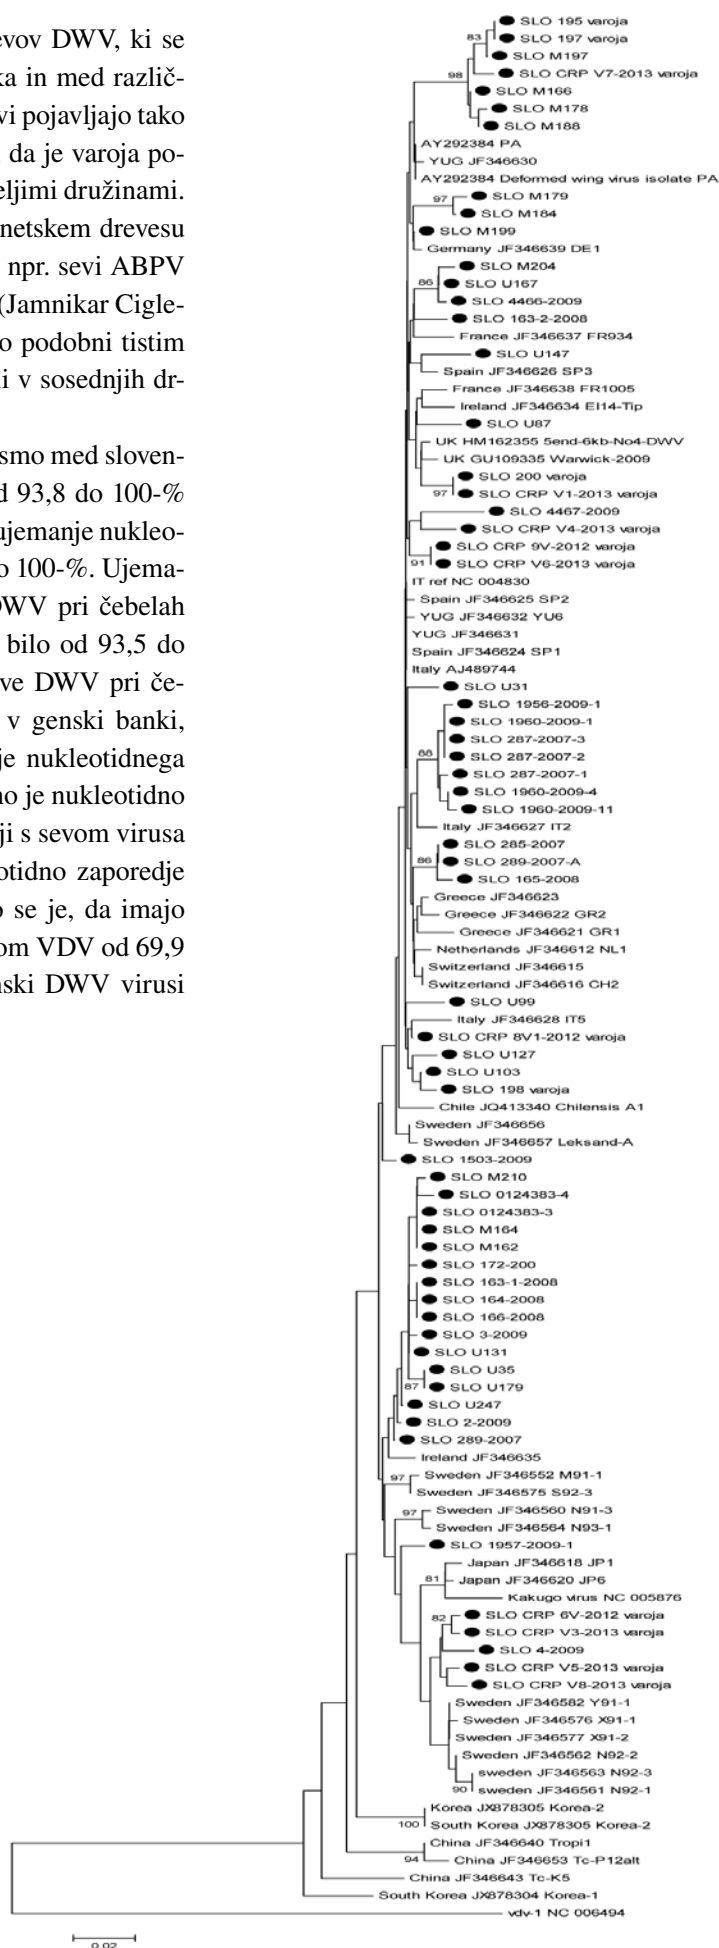 evov DWV, ki se
ka in med različ-
vi pojavljajo tako
da je varoja po-
eljimi družinami.
netskem drevesu
npr. sevi ABPV
(Jamnikar Cigle-
o podobni tistim
i v sosednjih dr-
smo med sloven-
d 93,8 do 100-%
ujemanje nukleo-
o 100-%. Ujema-
DWV pri čebelah
bilo od 93,5 do
ve DWV pri če-
v genski banki,
je nukleotidnega
no je nukleotidno
ji s sevom virusa
otidno zaporedje
o se je, da imajo
om VDV od 69,9
nski DWV virusi
SLO 195 varoja
83
SLO 197 varoja
SLO M197
98
SLO CRP V7-2013 varoja
SLO M166
SLO M178
SLO M188
AY292384 PA
YUG JF346630
AY292384 Deformed wing virus isolate PA
97
SLO M179
SLO M184
SLO M199
Germany JF346639 DE1
SLO M204
86
SLO U167
SLO 4466-2009
SLO 163-2-2008
France JF346637 FR934
SLO U147
Spain JF346626 SP3
France JF346638 FR1005
Ireland JF346634 EI14-Tip
SLO U87
UK HM162355 5end-6kb-No4-DWV
UK GU109335 Warwick-2009
SLO 200 varoja
97
SLO CRP V1-2013 varoja
SLO 4467-2009
SLO CRP V4-2013 varoja
SLO CRP 9V-2012 varoja
91
SLO CRP V6-2013 varoja
IT ref NC 004830
Spain JF346625 SP2
YUG JF346632 YU6
YUG JF346631
Spain JF346624 SP1
Italy AJ489744
SLO U31
SLO 1956-2009-1
SLO 1960-2009-1
SLO 287-2007-3
88
SLO 287-2007-2
SLO 287-2007-1
SLO 1960-2009-4
SLO 1960-2009-11
Italy JF346627 IT2
SLO 285-2007
86
SLO 289-2007-A
SLO 165-2008
Greece JF346623
Greece JF346622 GR2
Greece JF346621 GR1
Netherlands JF346612 NL1
Switzerland JF346615
Switzerland JF346616 CH2
SLO U99
Italy JF346628 IT5
SLO CRP 8V1-2012 varoja
SLO U127
SLO U103
SLO 198 varoja
Chile JQ413340 Chilensis A1
Sweden JF346656
Sweden JF346657 Leksand-A
SLO 1503-2009
SLO M210
SLO 0124383-4
SLO 0124383-3
SLO M164
SLO M162
SLO 172-200
SLO 163-1-2008
SLO 164-2008
SLO 166-2008
SLO 3-2009
SLO U131
SLO U35
87
SLO U179
SLO U247
SLO 2-2009
SLO 289-2007
Ireland JF346635
97
Sweden JF346552 M91-1
Sweden JF346575 S92-3
97
Sweden JF346560 N91-3
Sweden JF346564 N93-1
SLO 1957-2009-1
Japan JF346618 JP1
81
Japan JF346620 JP6
Kakugo virus NC 005876
82
SLO CRP 6V-2012 varoja
SLO CRP V3-2013 varoja
SLO 4-2009
SLO CRP V5-2013 varoja
SLO CRP V8-2013 varoja
Sweden JF346582 Y91-1
Sweden JF346576 X91-1
Sweden JF346577 X91-2
Sweden JF346562 N92-2
sweden JF346563 N92-3
90
sweden JF346561 N92-1
Korea JX878305 Korea-2
100
South Korea JX878305 Korea-2
China JF346640 Tropi1
94
China JF346653 Tc-P12alt
China JF346643 Tc-K5
South Korea JX878304 Korea-1
vdv-1 NC 006494
0.02